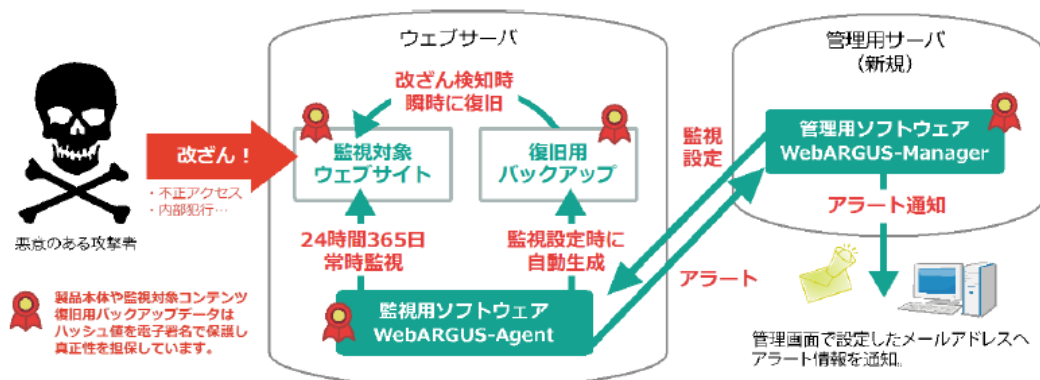 ウェブサーバ
管理用サーバ
(新規)
改ざん検知時
瞬時に復旧
改ざん!
・不正アクセス
・内部犯行…
悪意のある攻撃者
監視対象
ウェブサイト
復旧用
バックアップ
監視
設定
管理用ソフトウェア
WebARGUS-Manager
アラート通知
24時間365日
常時監視
監視設定時に
自動生成
アラート
製品本体や監視対象コンテンツ
復旧用バックアップデータは
ハッシュ値を電子署名で保護し
真正性を担保しています。
監視用ソフトウェア
WebARGUS-Agent
管理画面で設定したメールアドレスへ
アラート情報を通知。